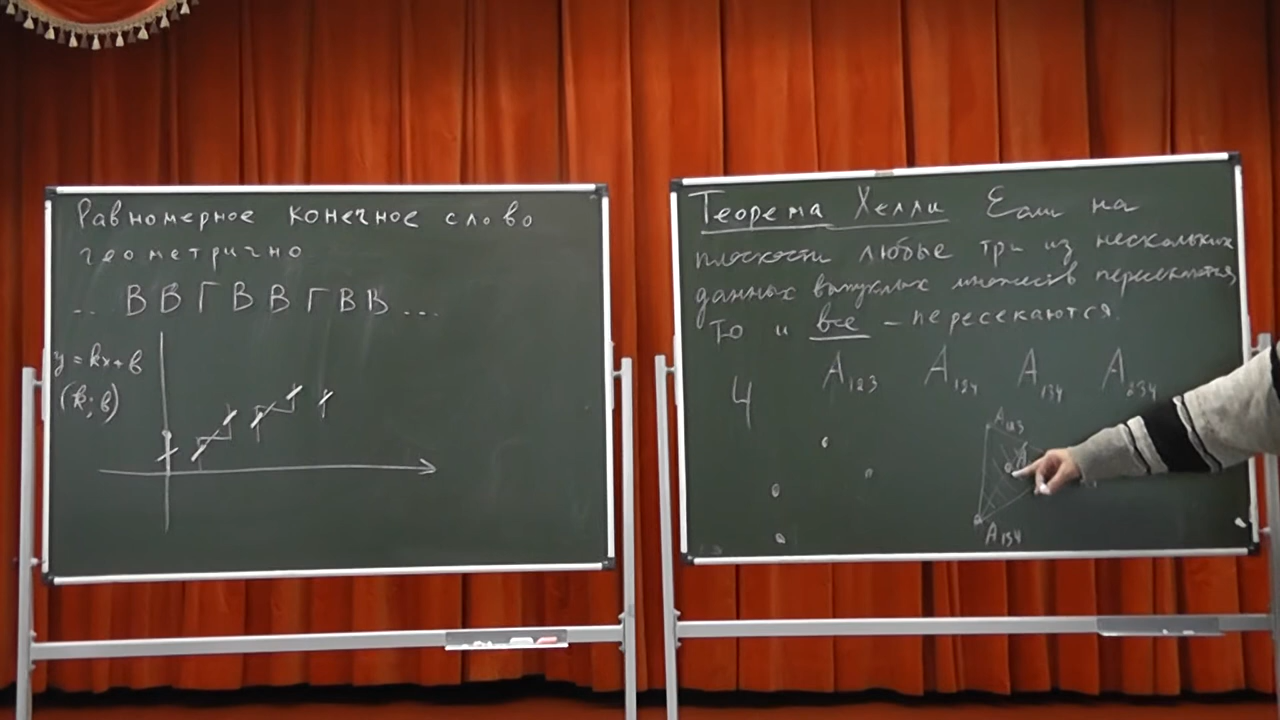 Равномерное конечное слово
геометрично
... В В Г В В Г В В ...
y = kx + b
(k; b)
Теорема Хелли Если на
плоскости любые три из нескольких
данных выпуклых множеств пересекаются,
то и все - пересекаются.
4 A₁₂₃ A₁₂₄ A₁₃₄ A₂₃₄
A₁₂₃
A₁₃₄